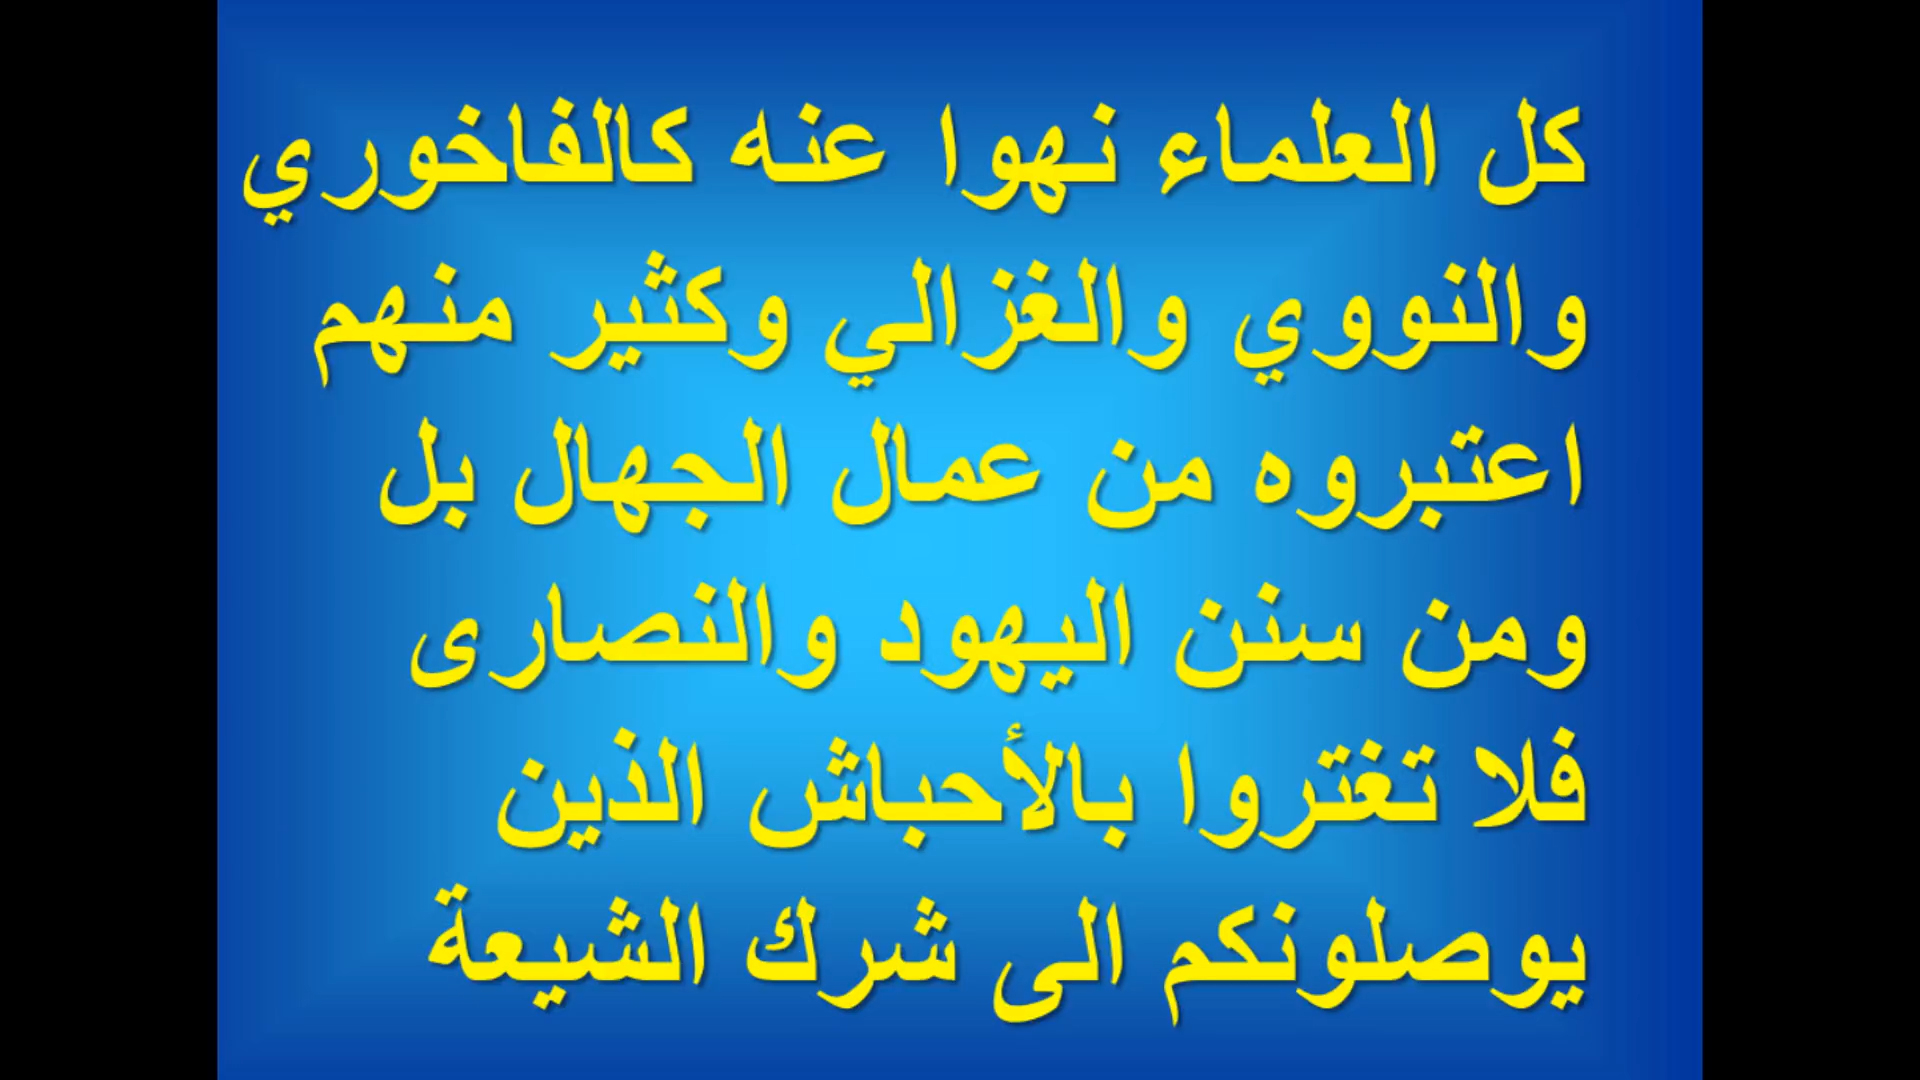 كل العلماء نهوا عنه كالفاخوري
والنووي والغزالي وكثير منهم
اعتبروه من عمال الجهال بل
ومن سنن اليهود والنصارى
فلا تغتروا بالأحباش الذين
يوصلونكم الى شرك الشيعة